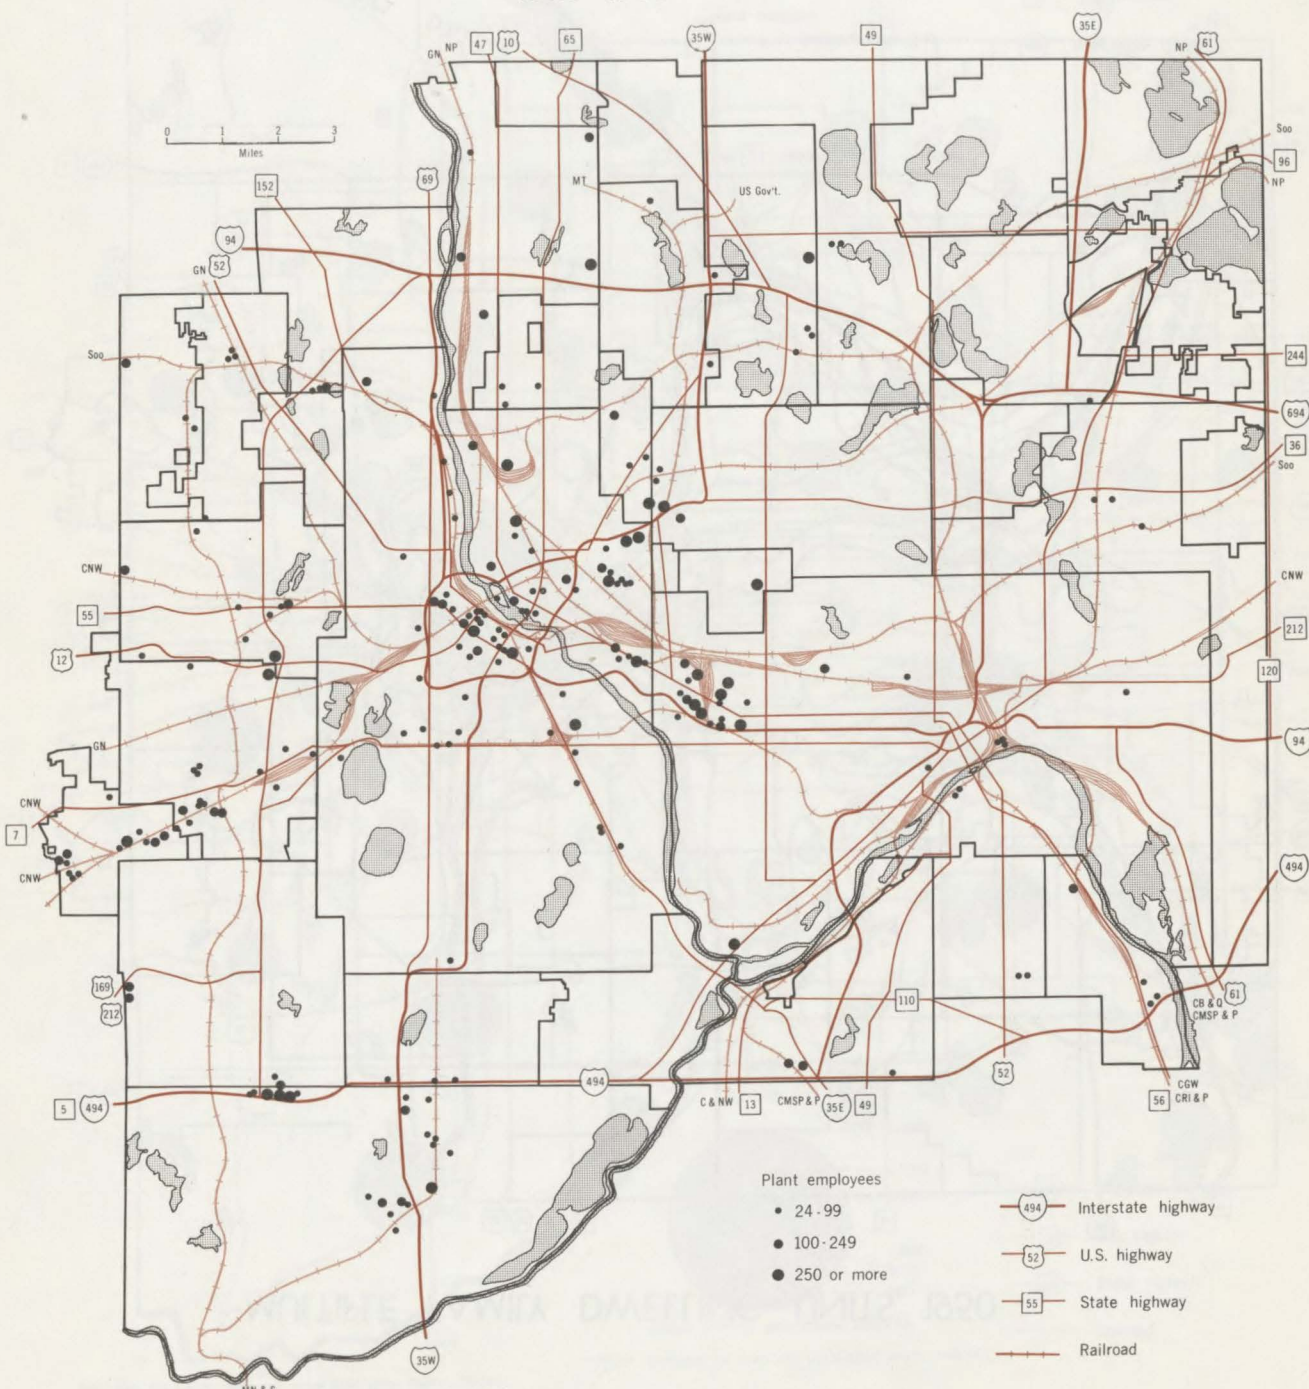 35E
61
NP
65
35W
49
10
47
NP
GN
0 1 2 3
Miles
Soo
96
NP
MT
US Gov't.
69
152
94
52
GN
Soo
244
694
36
Soo
CNW
CNW
55
212
12
120
GN
94
CNW
7
CNW
494
169
212
110
61
CB & Q
CMSP & P
494
52
5
494
C & NW
13
CMSP & P
35E
49
56
CGW
CRI & P
Plant employees
24-99
100-249
250 or more
494 Interstate highway
52 U.S. highway
55 State highway
Railroad
35W